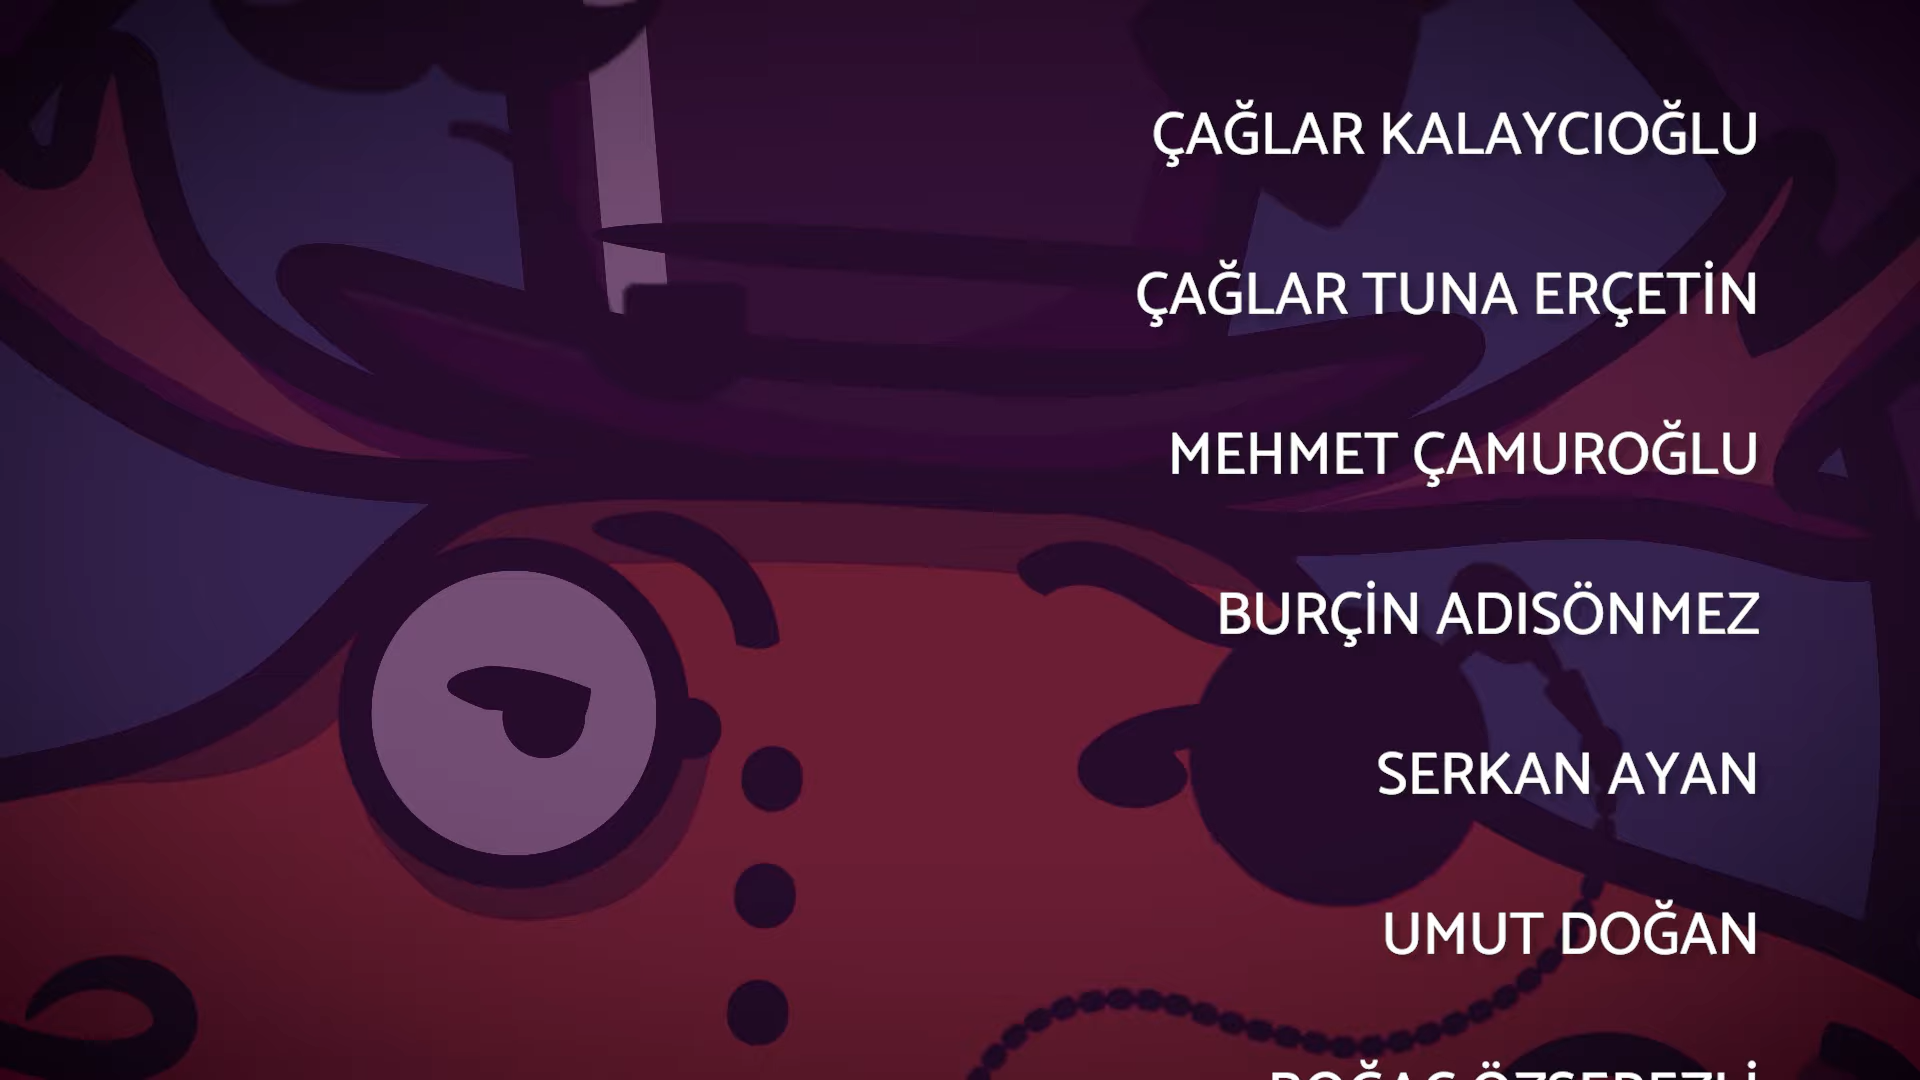 ÇAĞLAR KALAYCIOĞLU
ÇAĞLAR TUNA ERÇETİN
MEHMET ÇAMUROĞLU
BURÇİN ADISÖNMEZ
SERKAN AYAN
UMUT DOĞAN